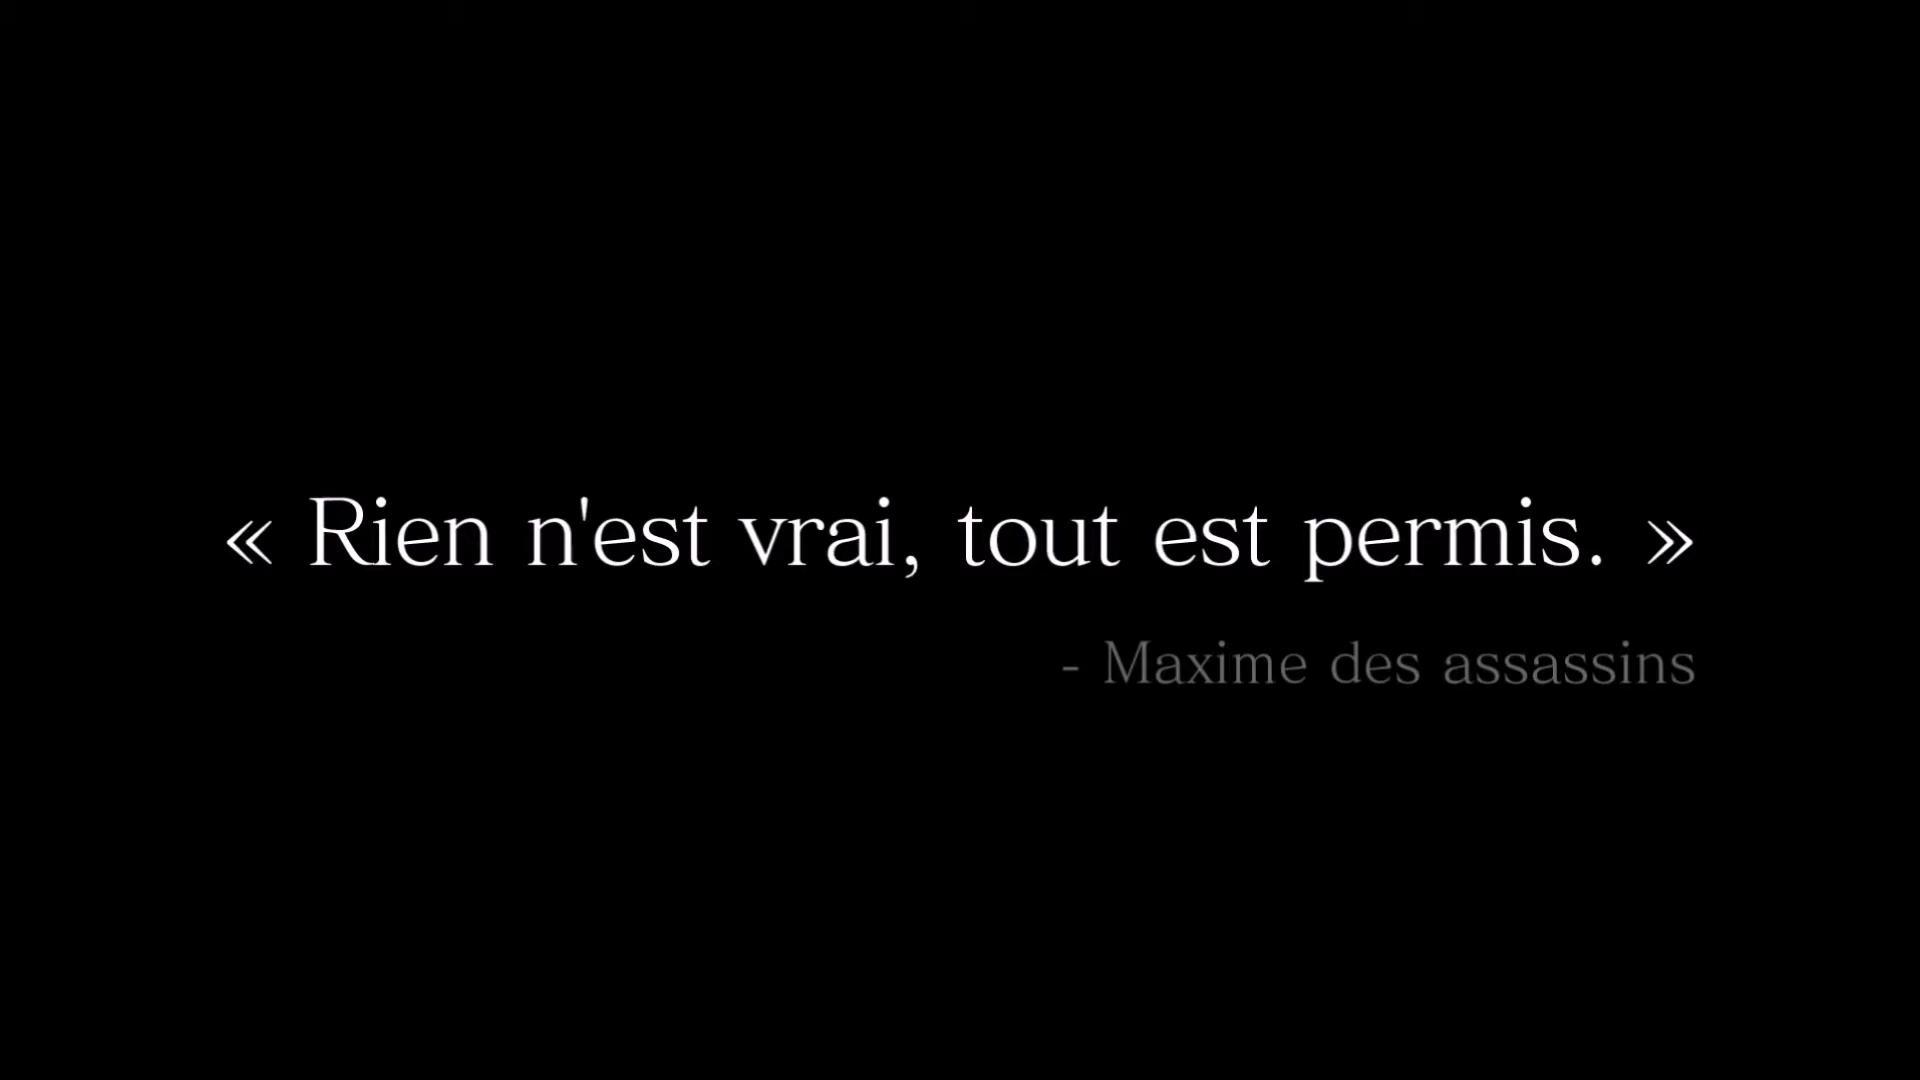 « Rien n'est vrai, tout est permis. »
- Maxime des assassins